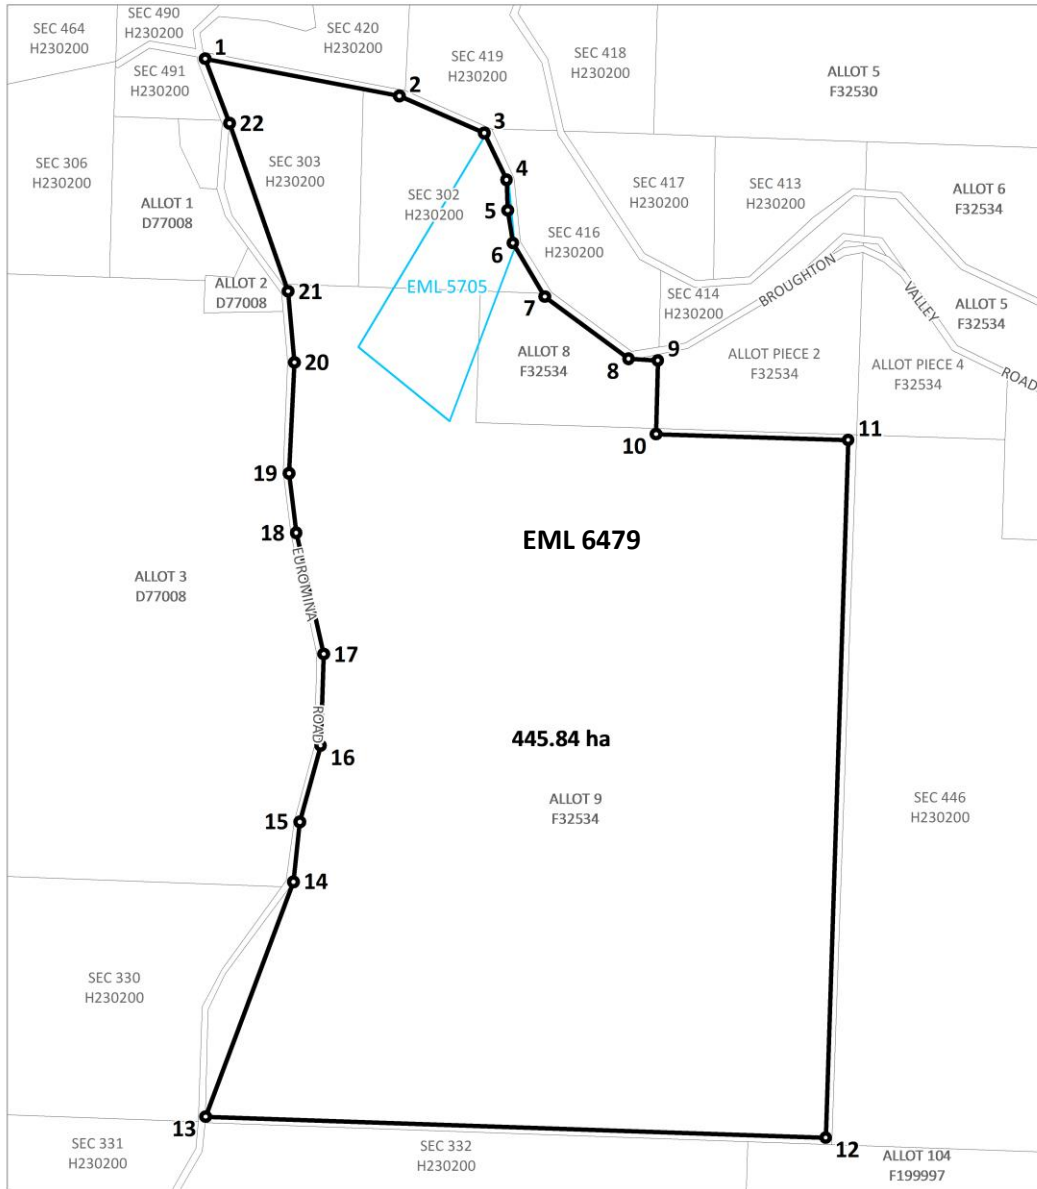 SEC 464
H230200
SEC 490
H230200
SEC 420
H230200
SEC 419
H230200
SEC 418
H230200
ALLOT 5
F32530
1
SEC 491
H230200
2
22
3
SEC 306
H230200
SEC 303
H230200
4
SEC 302
H230200
SEC 417
H230200
SEC 413
H230200
ALLOT 6
F32534
ALLOT 1
D77008
5
SEC 416
H230200
6
BROUGHTON
VALLEY
ROAD
ALLOT 2
D77008
21
EML 5705
7
SEC 414
H230200
ALLOT 5
F32534
20
ALLOT 8
F32534
8
9
ALLOT PIECE 2
F32534
ALLOT PIECE 4
F32534
10
11
19
18
EML 6479
EUROMINA
ROAD
ALLOT 3
D77008
17
16
445.84 ha
15
ALLOT 9
F32534
SEC 446
H230200
14
SEC 330
H230200
13
SEC 331
H230200
SEC 332
H230200
12
ALLOT 104
F199997